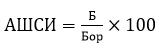 АШСИ = Б / Бор × 100